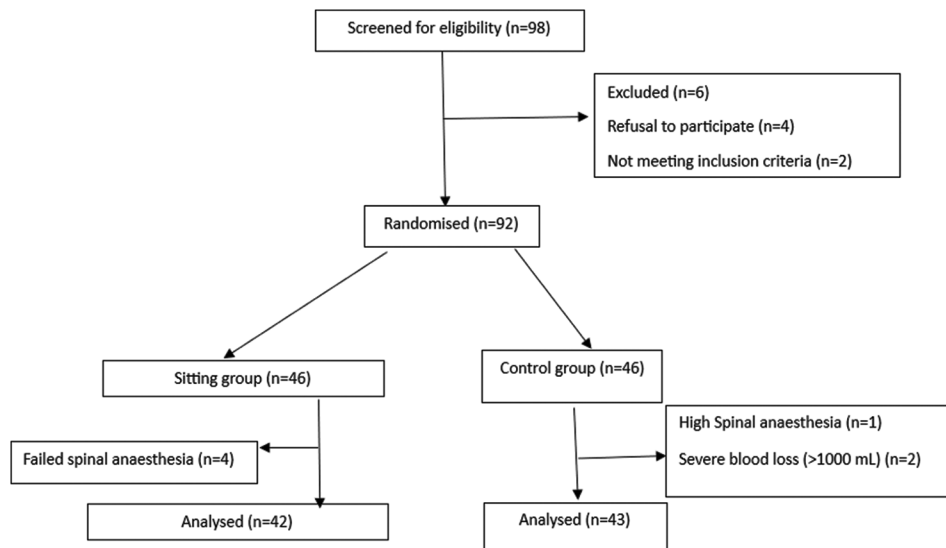 Screened for eligibility (n=98)
Excluded (n=6)
Refusal to participate (n=4)
Not meeting inclusion criteria (n=2)
Randomised (n=92)
Sitting group (n=46)
Control group (n=46)
Failed spinal anaesthesia (n=4)
High Spinal anaesthesia (n=1)
Severe blood loss (>1000 mL) (n=2)
Analysed (n=42)
Analysed (n=43)